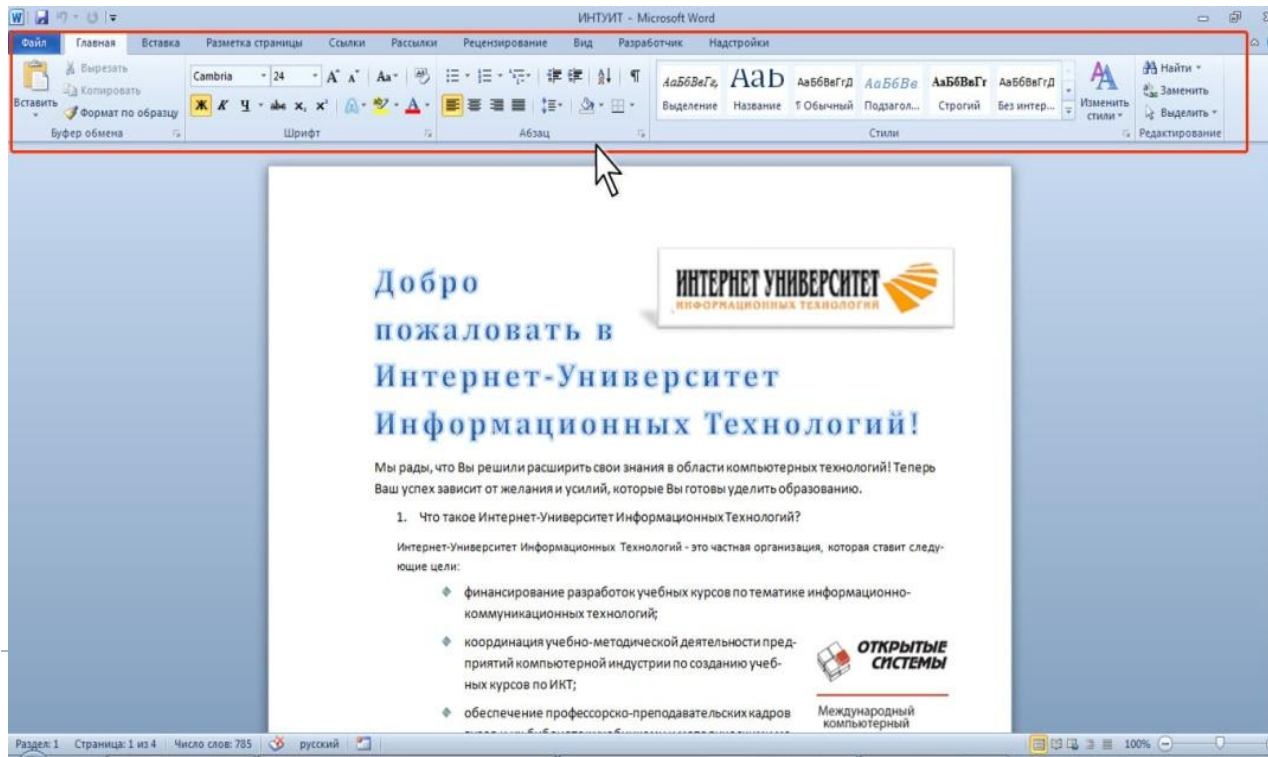 ИНТУИТ - Microsoft Word
Файл Главная Вставка Разметка страницы Ссылки Рассылки Рецензирование Вид Разработчик Надстройки
Вставить
Вырезать
Копировать
Формат по образцу
Буфер обмена
Cambria 24
Ж К Ч abc x, x²
Шрифт
Абзац
АаБбВвГг, Aab АаБбВвГгД АаБбВв АаБбВвГг АаБбВвГгД
Выделение Название ¶ Обычный Подзагол... Строгий Без интер...
Изменить
стили
Стили
Найти
Заменить
Выделить
Редактирование
ИНТЕРНЕТ УНИВЕРСИТЕТ
ИНФОРМАЦИОННЫХ ТЕХНОЛОГИЙ
Добро
пожаловать в
Интернет-Университет
Информационных Технологий!
Мы рады, что Вы решили расширить свои знания в области компьютерных технологий! Теперь
Ваш успех зависит от желания и усилий, которые Вы готовы уделить образованию.
1. Что такое Интернет-Университет Информационных Технологий?
Интернет-Университет Информационных Технологий - это частная организация, которая ставит следу-
ющие цели:
финансирование разработок учебных курсов по тематике информационно-
коммуникационных технологий;
координация учебно-методической деятельности пред-
приятий компьютерной индустрии по созданию учеб-
ных курсов по ИКТ;
обеспечение профессорско-преподавательских кадров
ОТКРЫТЫЕ
СИСТЕМЫ
Международный
компьютерный
Раздел: 1 Страница: 1 из 4 Число слов: 785 русский 100%